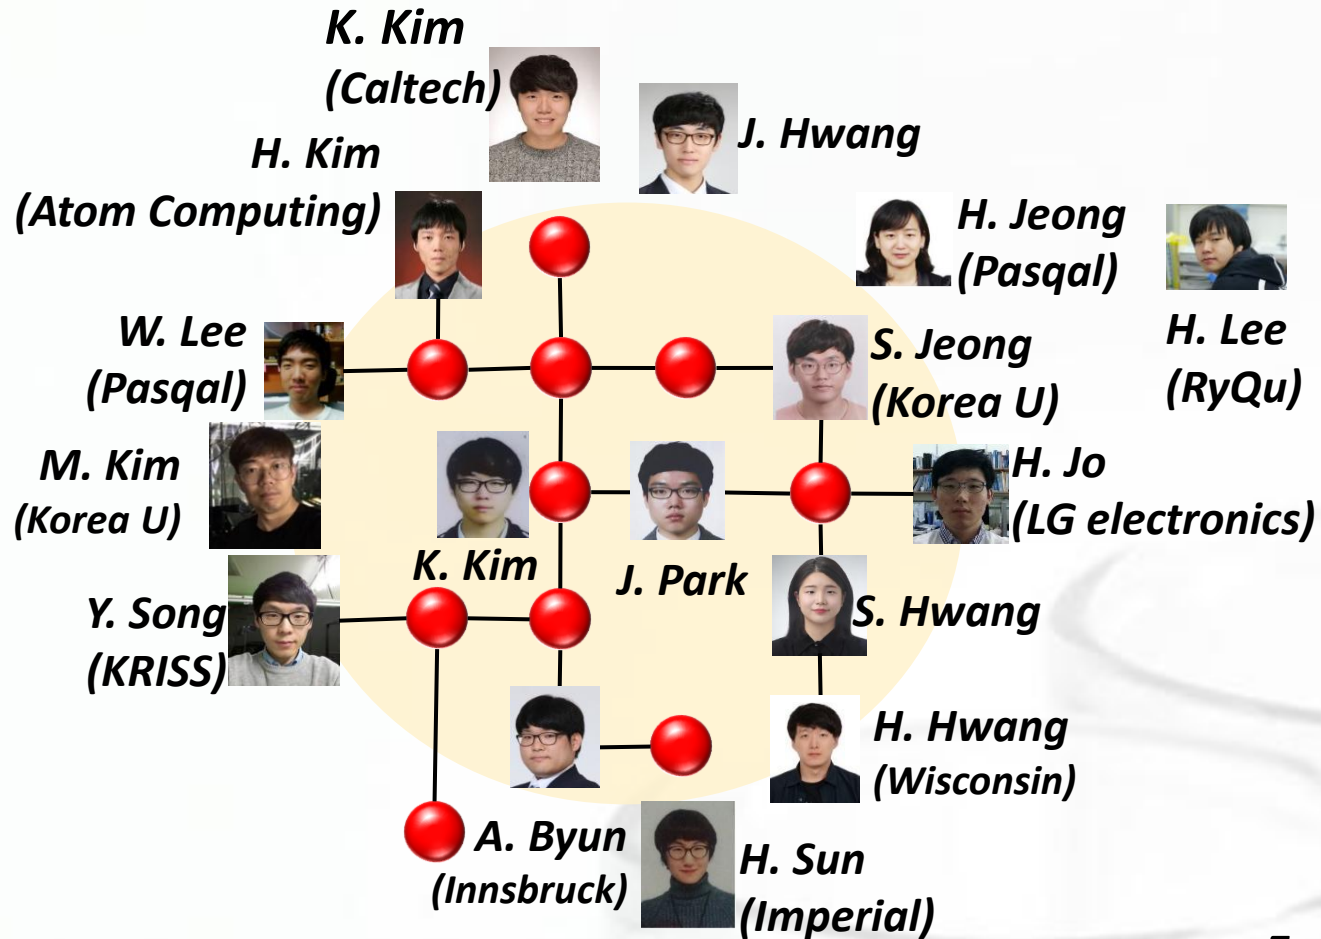 K. Kim
(Caltech)
J. Hwang
H. Kim
(Atom Computing)
H. Jeong
(Pasqal)
W. Lee
(Pasqal)
S. Jeong
(Korea U)
H. Lee
(RyQu)
M. Kim
(Korea U)
H. Jo
(LG electronics)
K. Kim
J. Park
Y. Song
(KRISS)
S. Hwang
H. Hwang
(Wisconsin)
A. Byun
(Innsbruck)
H. Sun
(Imperial)